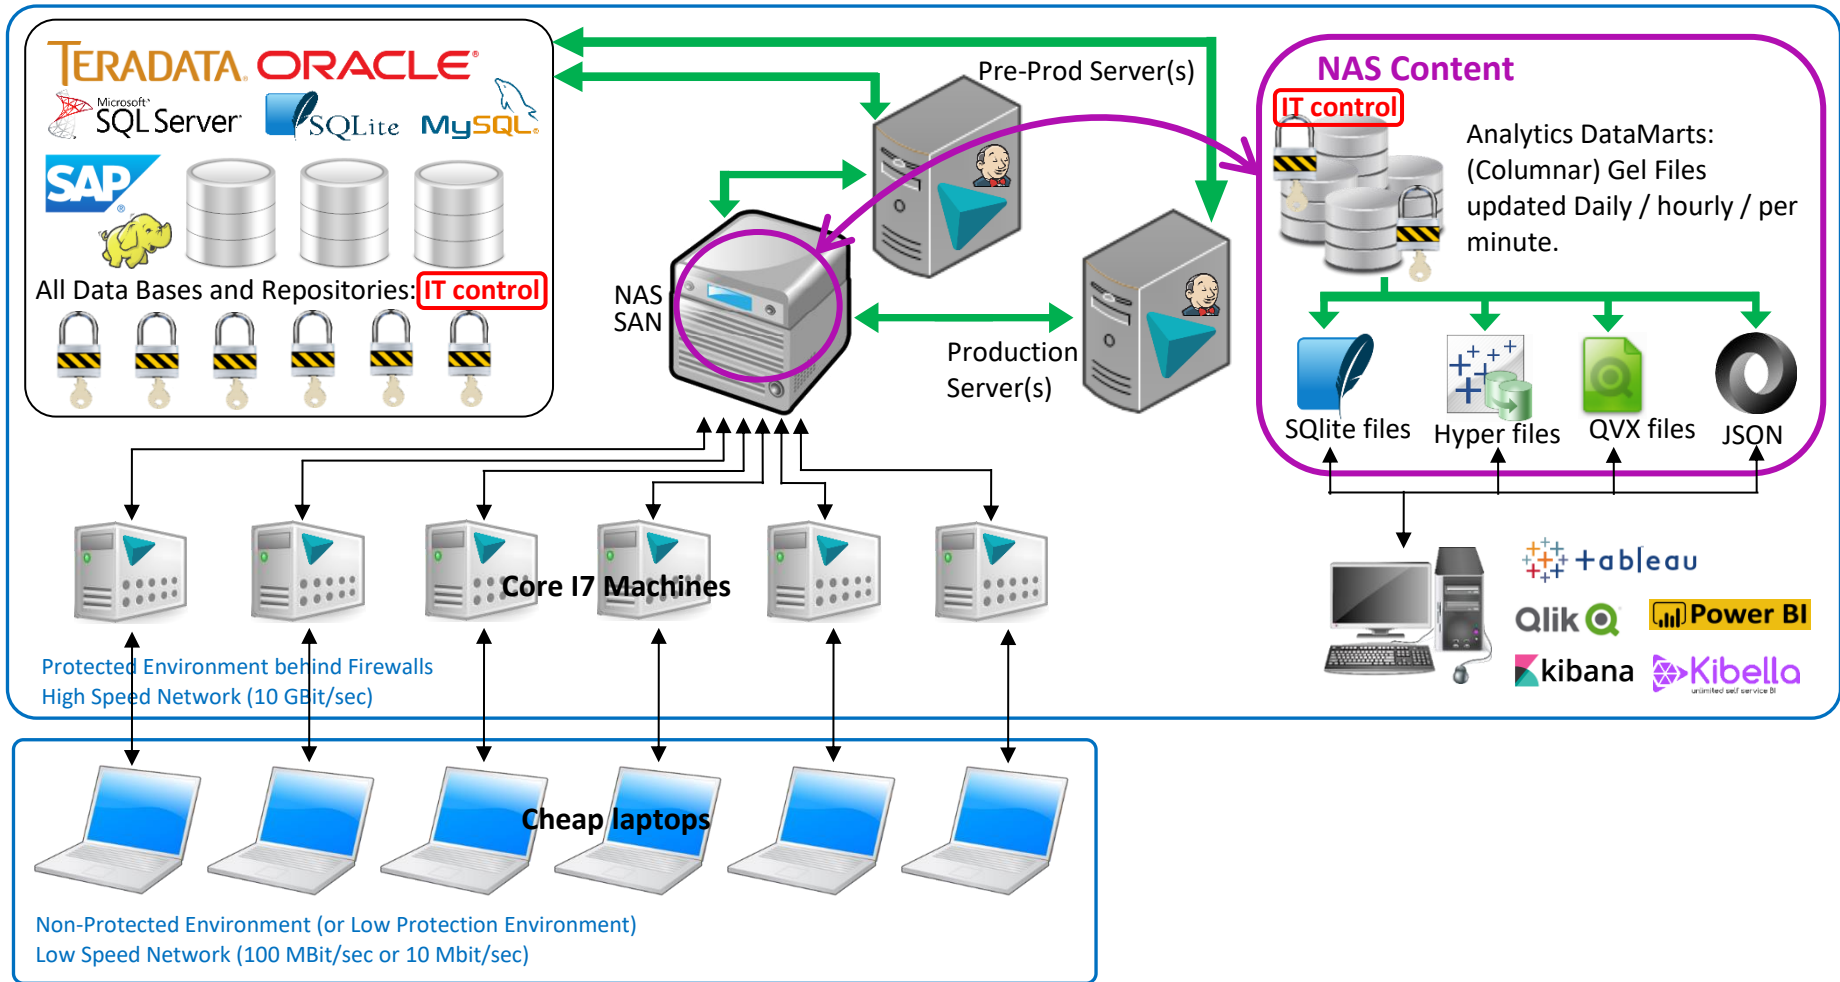 TERADATA. ORACLE®
Microsoft®
SQL Server®
SQLite
MySQL®
SAP®
All Data Bases and Repositories: IT control
Pre-Prod Server(s)
NAS
SAN
Production
Server(s)
NAS Content
IT control
Analytics DataMarts:
(Columnar) Gel Files
updated Daily / hourly / per
minute.
SQlite files
Hyper files
QVX files
JSON
Core I7 Machines
+ableau
Qlik
Power BI
kibana
Kibella
unlimited self service BI
Protected Environment behind Firewalls
High Speed Network (10 GBit/sec)
Cheap laptops
Non-Protected Environment (or Low Protection Environment)
Low Speed Network (100 MBit/sec or 10 Mbit/sec)